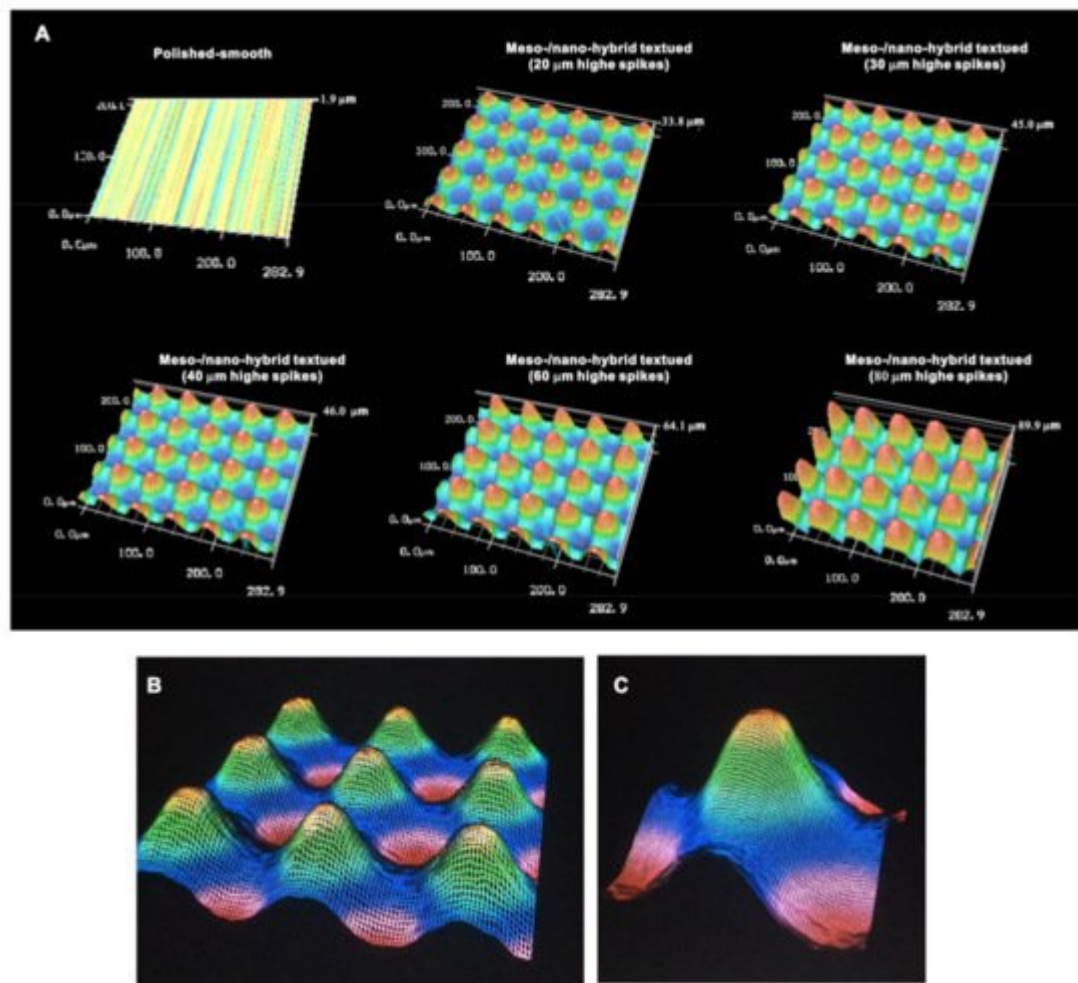 A
Polished-smooth
1.9 μm
120.0
0.0μm
0.0μm
100.0
200.0
282.9
Meso-/nano-hybrid textued
(20 μm highe spikes)
33.8 μm
200.0
100.0
0.0μm
0.0μm
100.0
200.0
282.9
Meso-/nano-hybrid textued
(30 μm highe spikes)
45.0 μm
200.0
100.0
0.0μm
0.0μm
100.0
200.0
282.9
Meso-/nano-hybrid textued
(40 μm highe spikes)
46.0 μm
200.0
100.0
0.0μm
0.0μm
100.0
200.0
282.9
Meso-/nano-hybrid textued
(60 μm highe spikes)
64.1 μm
200.0
100.0
0.0μm
0.0μm
100.0
200.0
282.9
Meso-/nano-hybrid textued
(80 μm highe spikes)
89.9 μm
0.0μm
0.0μm
100.0
200.0
282.9
B
C